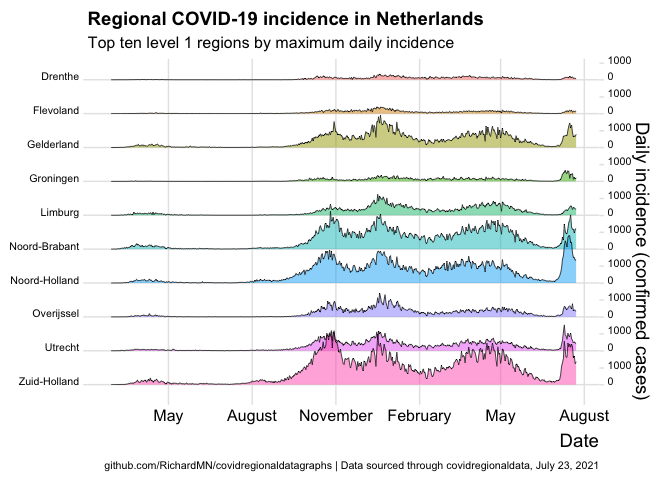 Regional COVID-19 incidence in Netherlands
Top ten level 1 regions by maximum daily incidence
Drenthe
1000
0
Flevoland
1000
0
Gelderland
1000
0
Groningen
1000
0
Limburg
1000
0
Noord-Brabant
1000
0
Noord-Holland
1000
0
Overijssel
1000
0
Utrecht
1000
0
Zuid-Holland
1000
0
Daily incidence (confirmed cases)
May August November February May August
Date
github.com/RichardMN/covidregionaldatagraphs | Data sourced through covidregionaldata, July 23, 2021